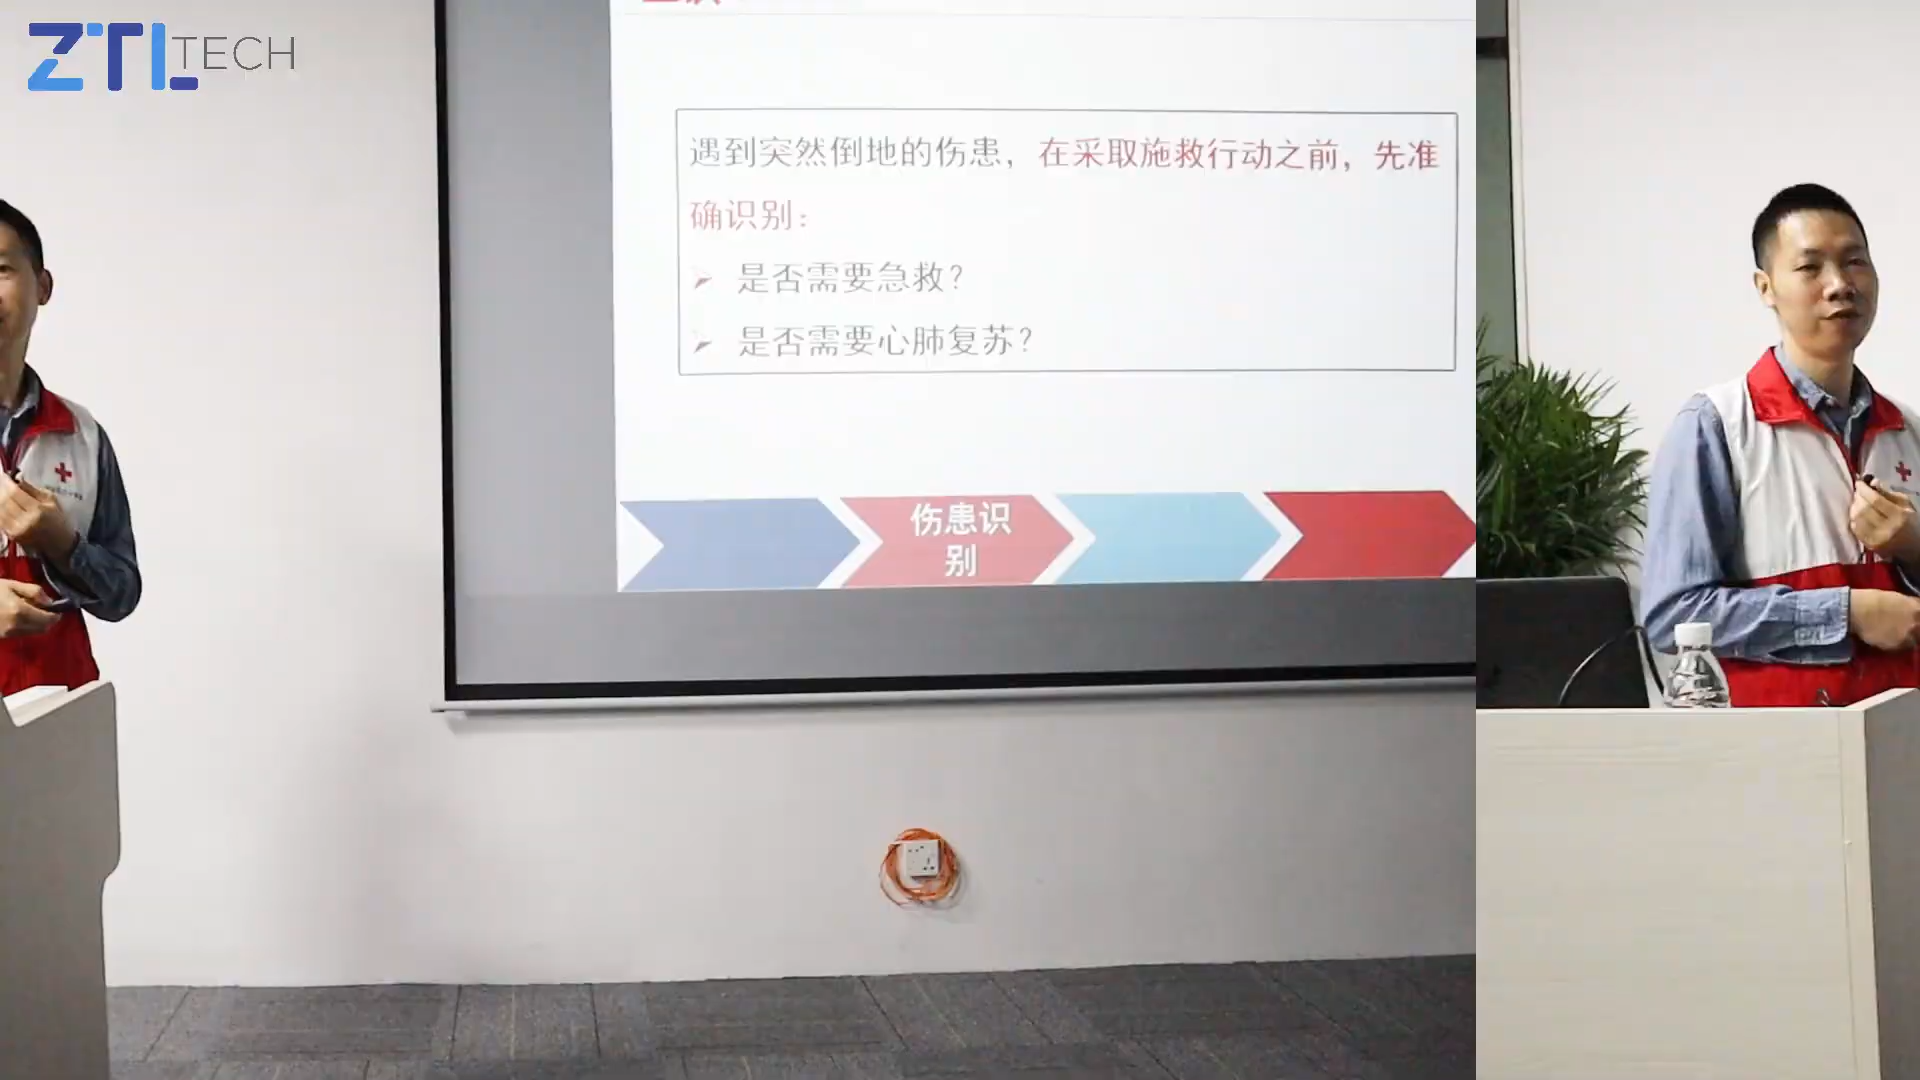 ZTL TECH
遇到突然倒地的伤患，在采取施救行动之前，先准
确识别：
是否需要急救？
是否需要心肺复苏？
伤患识
别